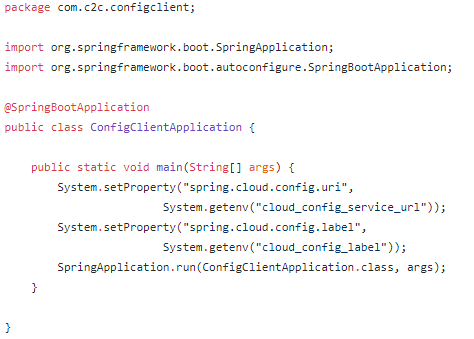 package com.c2c.configclient;
import org.springframework.boot.SpringApplication;
import org.springframework.boot.autoconfigure.SpringBootApplication;
@SpringBootApplication
public class ConfigClientApplication {
public static void main(String[] args) {
System.setProperty("spring.cloud.config.uri",
System.getenv("cloud_config_service_url"));
System.setProperty("spring.cloud.config.label",
System.getenv("cloud_config_label"));
SpringApplication.run(ConfigClientApplication.class, args);
}
}